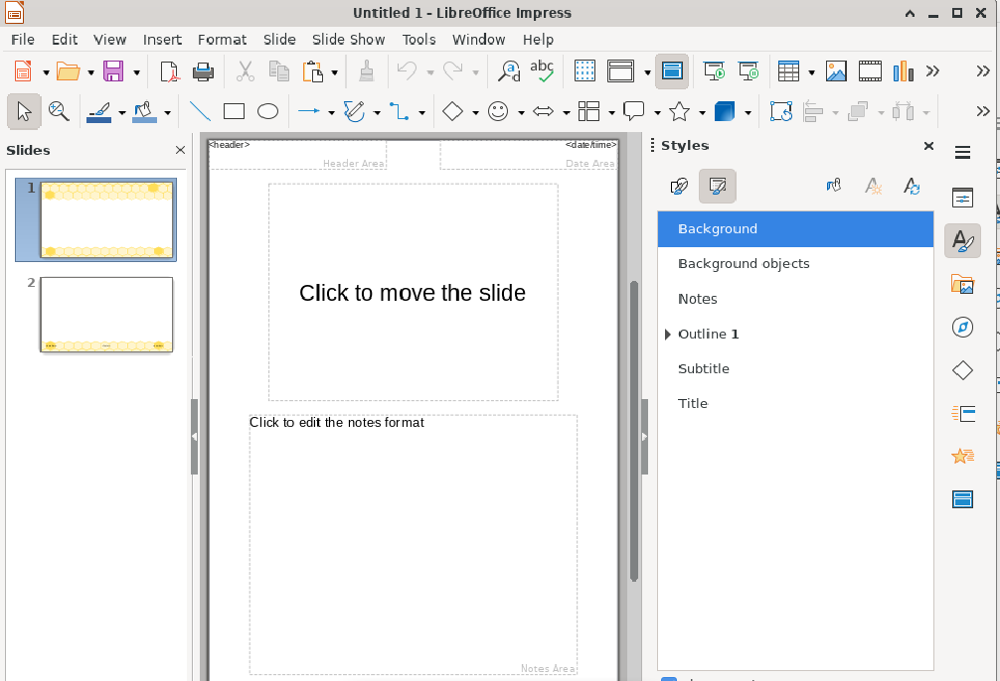 Untitled 1 - LibreOffice Impress
File Edit View Insert Format Slide Slide Show Tools Window Help
abc
Slides
1
2
<header>
<date/time>
Header Area
Date Area
Click to move the slide
Click to edit the notes format
Notes Area
Styles
Background
Background objects
Notes
Outline 1
Subtitle
Title